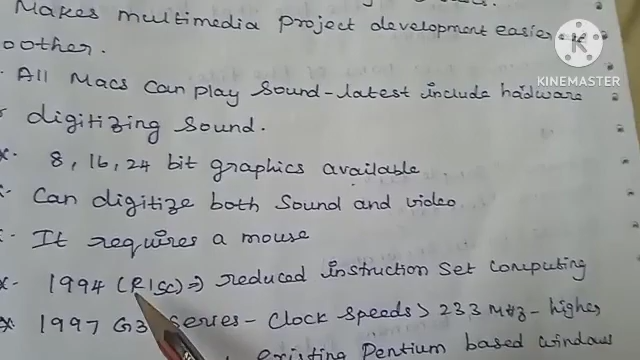 Makes multimedia project development easier &
oother.
All Macs can play Sound-latest include hardware
digitizing Sound.
8, 16, 24 bit graphics available
Can digitize both Sound and video
It requires a mouse
1994 (RISC) => reduced instruction Set Computing
1997 G3 Series - Clock Speeds > 233 MHz - higher
existing Pentium based windows
KINEMASTER